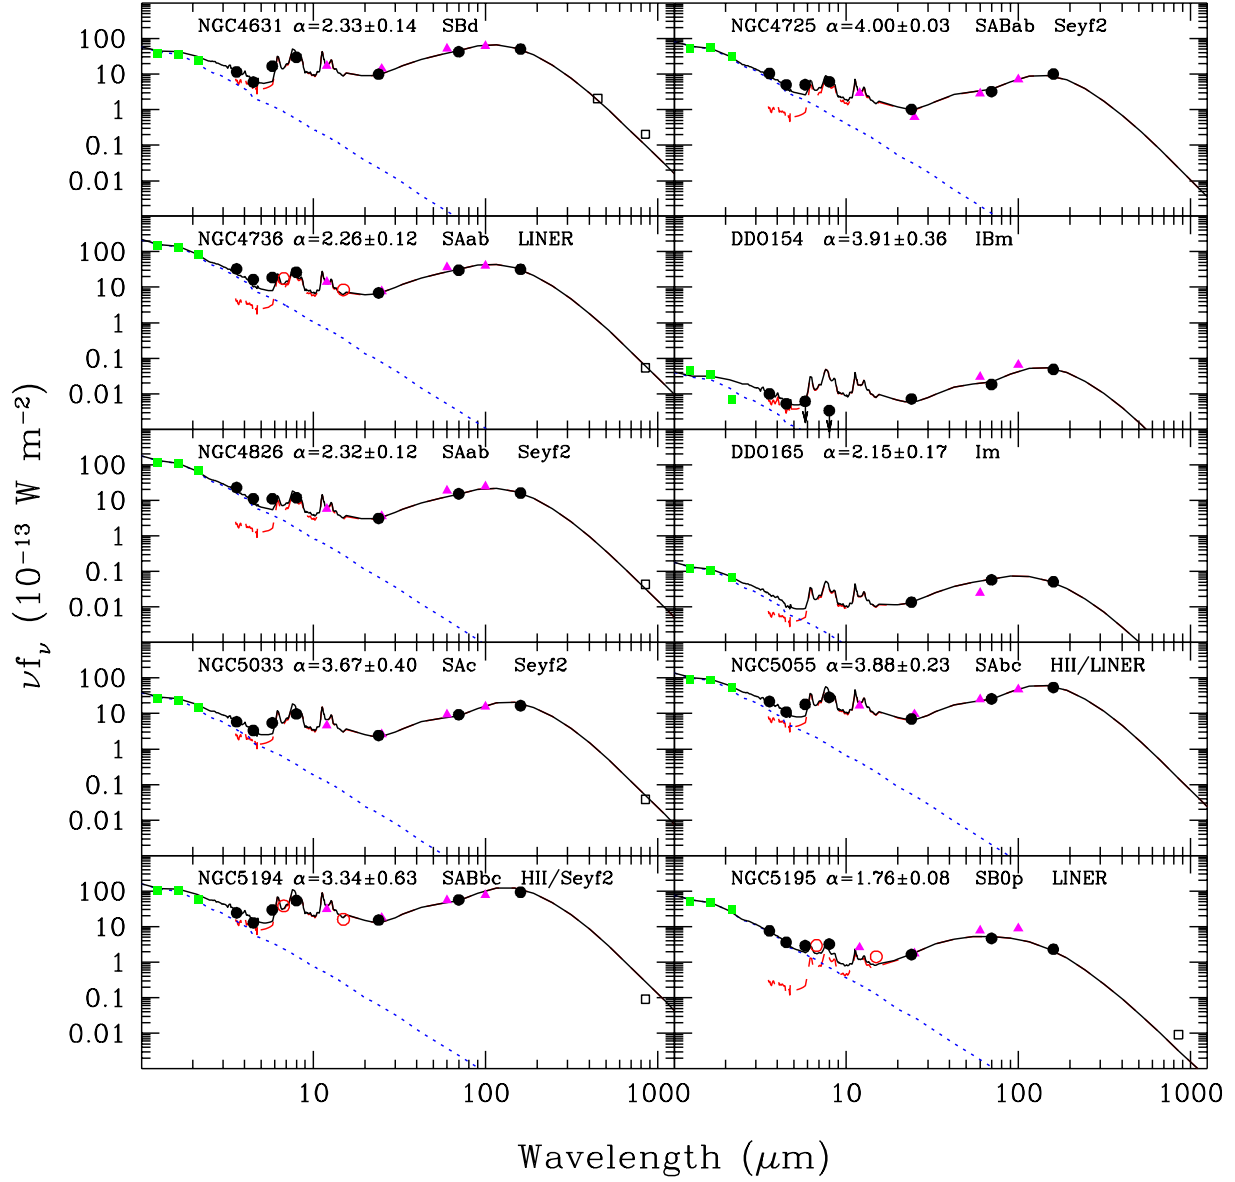 NGC4631 α=2.33±0.14 SBd
NGC4725 α=4.00±0.03 SABab Seyf2
100
10
1
0.1
0.01
NGC4736 α=2.26±0.12 SAab LINER
DDO154 α=3.91±0.36 IBm
100
10
1
0.1
0.01
NGC4826 α=2.32±0.12 SAab Seyf2
DDO165 α=2.15±0.17 Im
100
10
1
0.1
0.01
NGC5033 α=3.67±0.40 SAc Seyf2
NGC5055 α=3.88±0.23 SAbc HII/LINER
100
10
1
0.1
0.01
NGC5194 α=3.34±0.63 SABbc HII/Seyf2
NGC5195 α=1.76±0.08 SB0p LINER
100
10
1
0.1
0.01
10 100 1000 10 100 1000
νfν (10−13 W m−2)
Wavelength (μm)